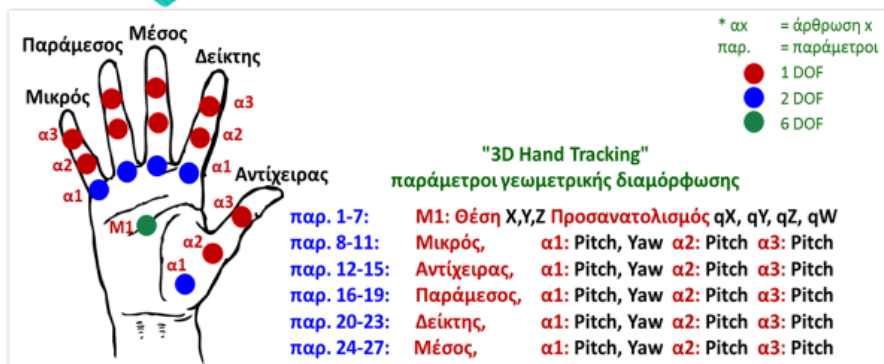 * αx = άρθρωση x
παρ. = παράμετροι
1 DOF
2 DOF
6 DOF
Μέσος
Παράμεσος
Δείκτης
Μικρός
α3
α3
α2
α2
α1
α1
Αντίχειρας
α3
M1
α2
α1
"3D Hand Tracking"
παράμετροι γεωμετρικής διαμόρφωσης
παρ. 1-7: M1: Θέση X,Y,Z Προσανατολισμός qX, qY, qZ, qW
παρ. 8-11: Μικρός, α1: Pitch, Yaw α2: Pitch α3: Pitch
παρ. 12-15: Αντίχειρας, α1: Pitch, Yaw α2: Pitch α3: Pitch
παρ. 16-19: Παράμεσος, α1: Pitch, Yaw α2: Pitch α3: Pitch
παρ. 20-23: Δείκτης, α1: Pitch, Yaw α2: Pitch α3: Pitch
παρ. 24-27: Μέσος, α1: Pitch, Yaw α2: Pitch α3: Pitch